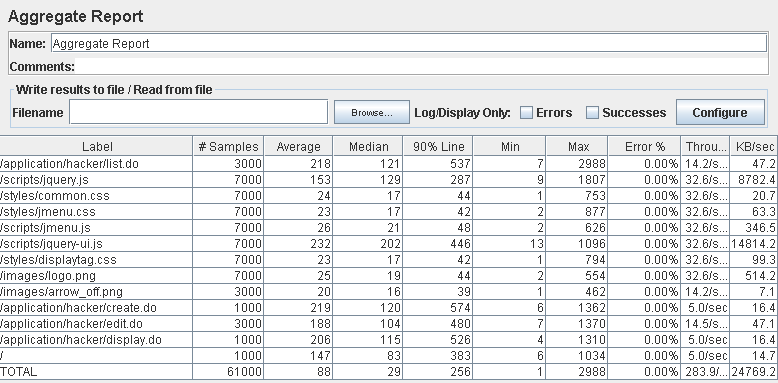 Aggregate Report
Name: Aggregate Report
Comments:
Write results to file / Read from file
Filename Browse... Log/Display Only: Errors Successes Configure
Label # Samples Average Median 90% Line Min Max Error % Throu... KB/sec
/application/hacker/list.do 3000 218 121 537 7 2988 0.00% 14.2/s... 47.2
/scripts/jquery.js 7000 153 129 287 9 1807 0.00% 32.6/s... 8782.4
/styles/common.css 7000 24 17 44 1 753 0.00% 32.6/s... 20.7
/styles/jmenu.css 7000 23 17 42 2 877 0.00% 32.6/s... 63.3
/scripts/jmenu.js 7000 26 21 48 2 626 0.00% 32.6/s... 346.5
/scripts/jquery-ui.js 7000 232 202 446 13 1096 0.00% 32.6/s... 14814.2
/styles/displaytag.css 7000 23 17 42 1 794 0.00% 32.6/s... 99.3
/images/logo.png 7000 25 19 44 2 554 0.00% 32.6/s... 514.2
/images/arrow_off.png 3000 20 16 39 1 462 0.00% 14.2/s... 7.1
/application/hacker/create.do 1000 219 120 574 6 1362 0.00% 5.0/sec 16.4
/application/hacker/edit.do 3000 188 104 480 7 1370 0.00% 14.5/s... 47.1
/application/hacker/display.do 1000 206 115 526 4 1310 0.00% 5.0/sec 16.4
/ 1000 147 83 383 6 1034 0.00% 5.0/sec 14.7
TOTAL 61000 88 29 256 1 2988 0.00% 283.9/... 24769.2